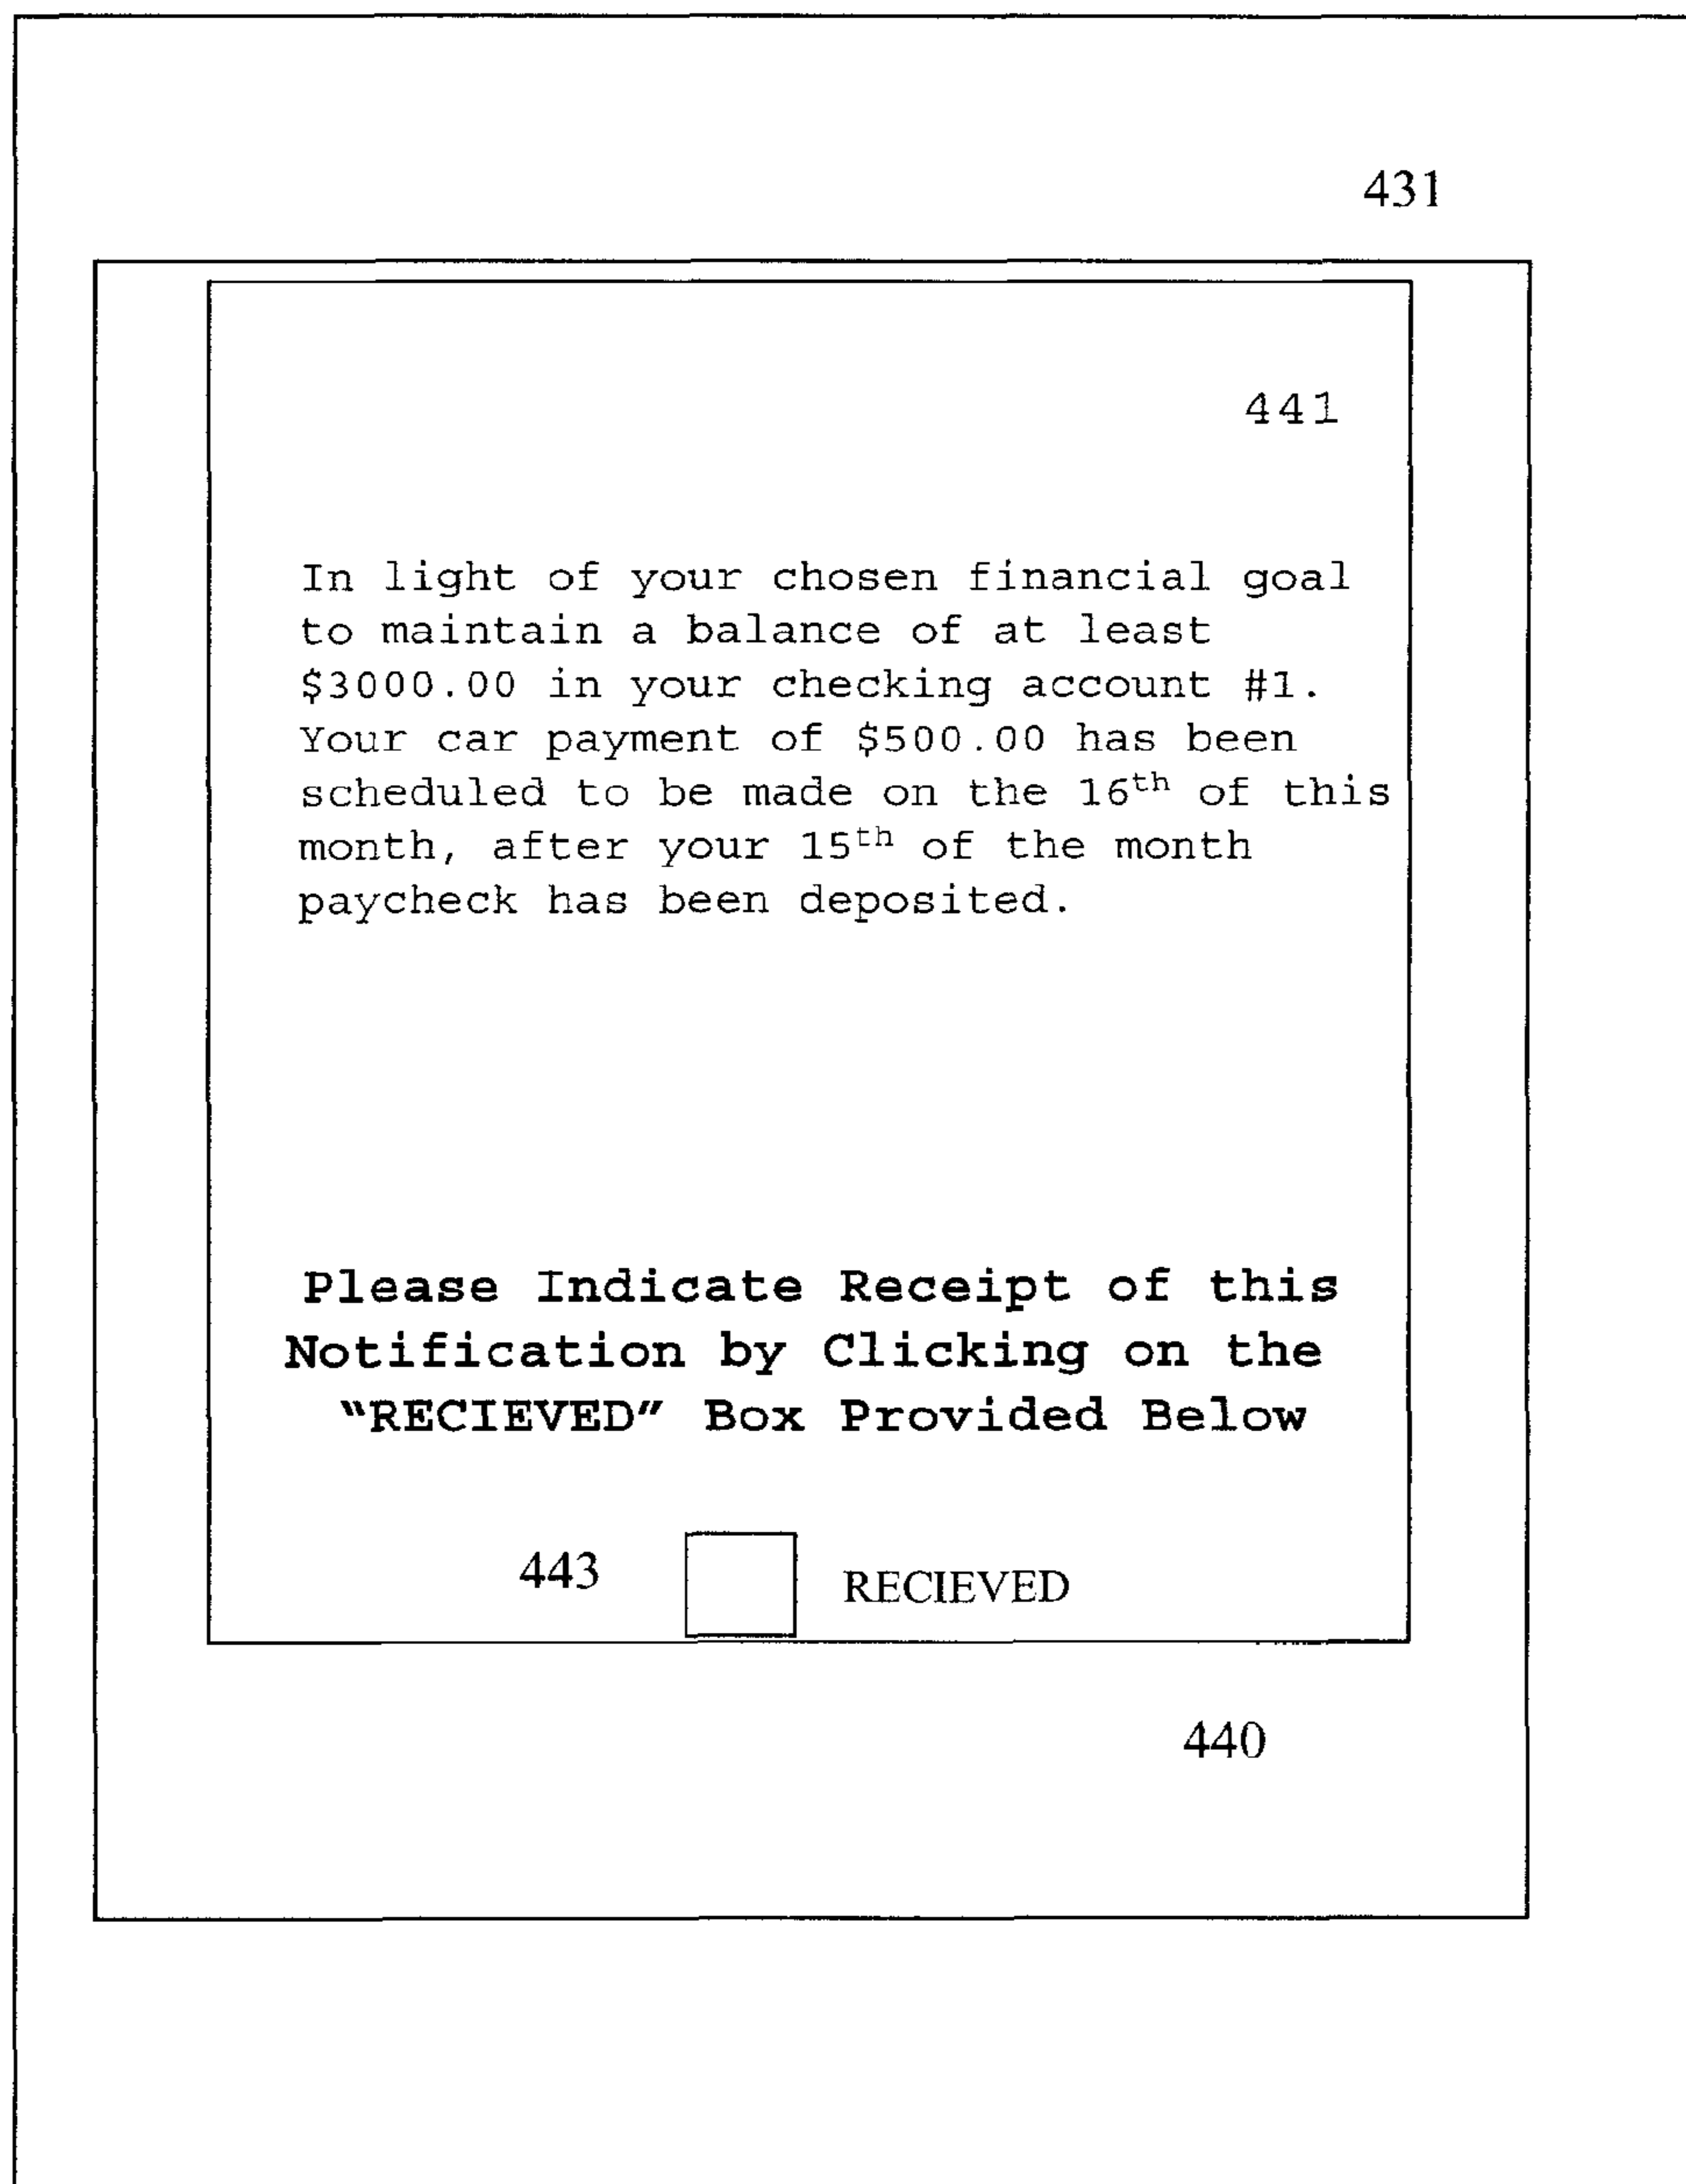 431
441
In light of your chosen financial goal
to maintain a balance of at least
$3000.00 in your checking account #1.
Your car payment of $500.00 has been
scheduled to be made on the 16th of this
month, after your 15th of the month
paycheck has been deposited.
Please Indicate Receipt of this
Notification by Clicking on the
“RECIEVED” Box Provided Below
443 RECIEVED
440